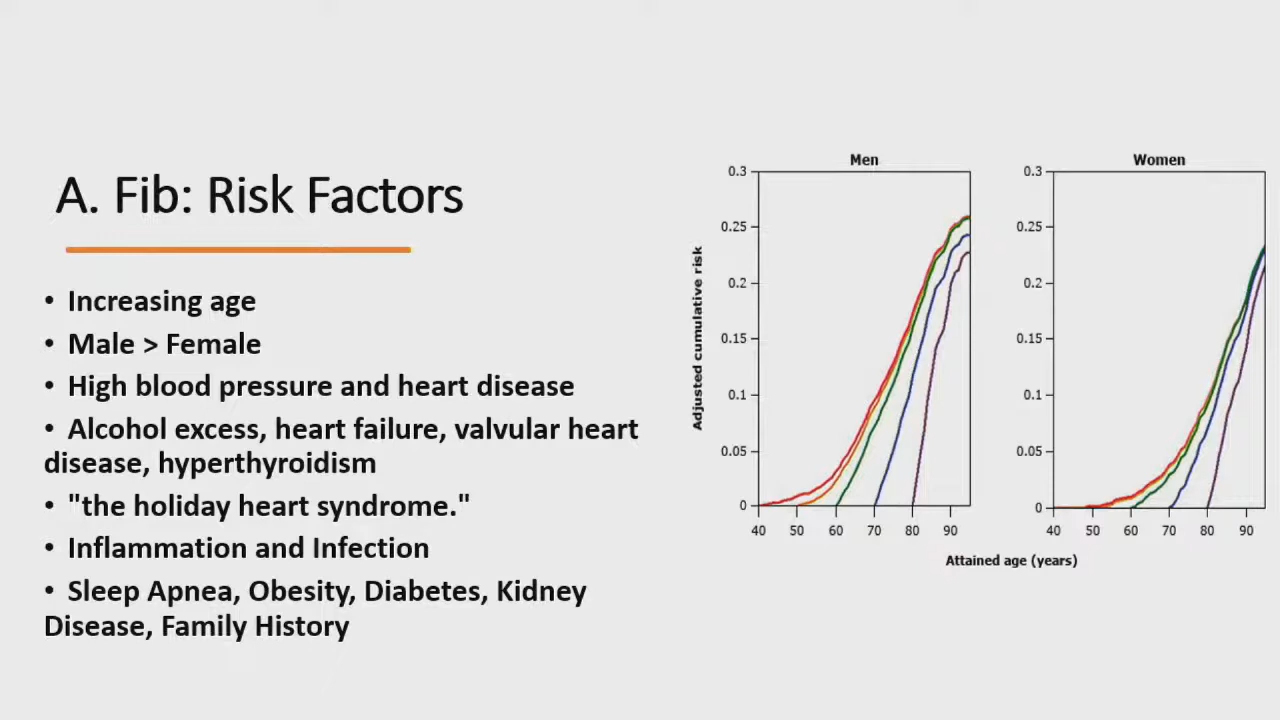 A. Fib: Risk Factors
• Increasing age
• Male > Female
• High blood pressure and heart disease
• Alcohol excess, heart failure, valvular heart
disease, hyperthyroidism
• "the holiday heart syndrome."
• Inflammation and Infection
• Sleep Apnea, Obesity, Diabetes, Kidney
Disease, Family History
Men
Adjusted cumulative risk
0.3
0.25
0.2
0.15
0.1
0.05
0
40 50 60 70 80 90
Women
0.3
0.25
0.2
0.15
0.1
0.05
0
40 50 60 70 80 90
Attained age (years)